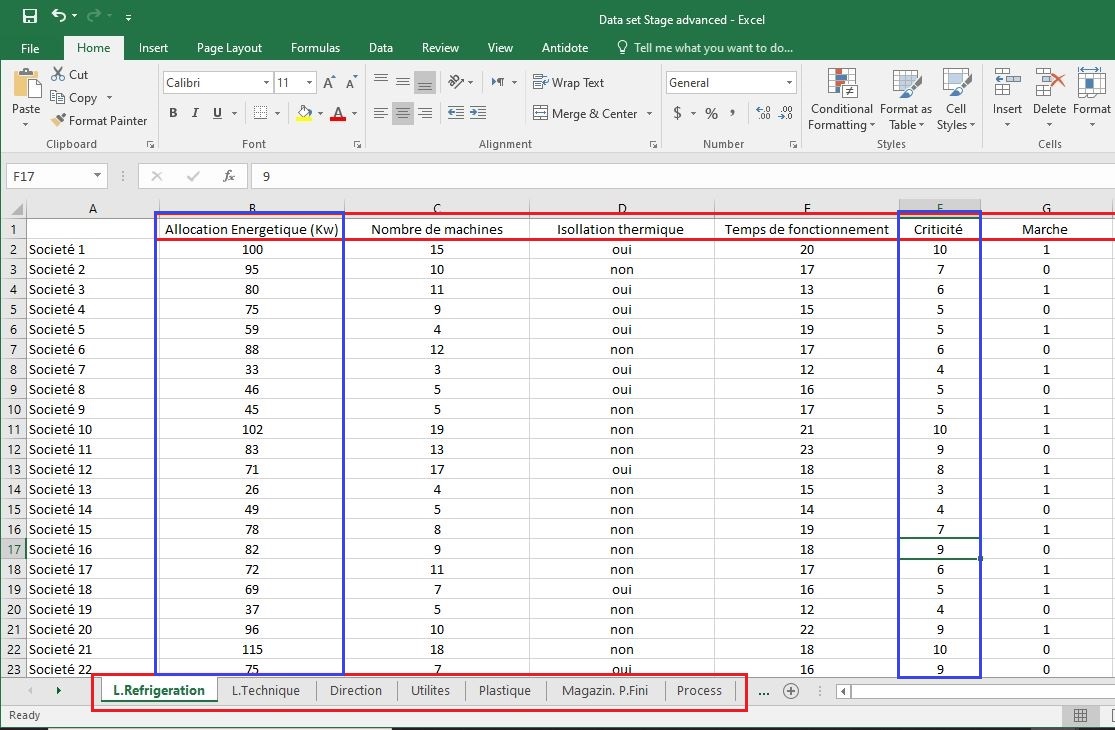 Data set Stage advanced - Excel
File Home Insert Page Layout Formulas Data Review View Antidote Tell me what you want to do...
Cut
Copy
Format Painter
Paste
Calibri 11
B I U
Wrap Text
Merge & Center
General
$ % ,
Conditional Formatting
Format as Table
Cell Styles
Insert Delete Format
Clipboard Font Alignment Number Styles Cells
F17 fx 9
A B C D E F G
1 Allocation Energetique (Kw) Nombre de machines Isollation thermique Temps de fonctionnement Criticité Marche
2 Societé 1 100 15 oui 20 10 1
3 Societé 2 95 10 non 17 7 0
4 Societé 3 80 11 oui 13 6 1
5 Societé 4 75 9 oui 15 5 0
6 Societé 5 59 4 oui 19 5 1
7 Societé 6 88 12 non 17 6 0
8 Societé 7 33 3 oui 12 4 1
9 Societé 8 46 5 oui 16 5 0
10 Societé 9 45 5 non 17 5 1
11 Societé 10 102 19 non 21 10 1
12 Societé 11 83 13 non 23 9 0
13 Societé 12 71 17 oui 18 8 1
14 Societé 13 26 4 non 15 3 1
15 Societé 14 49 5 non 14 4 0
16 Societé 15 78 8 non 19 7 1
17 Societé 16 82 9 non 18 9 0
18 Societé 17 72 11 non 17 6 1
19 Societé 18 69 7 oui 16 5 1
20 Societé 19 37 5 non 12 4 0
21 Societé 20 96 10 non 22 9 1
22 Societé 21 115 18 non 18 10 0
23 Societé 22 75 7 oui 16 9 0
L.Refrigeration L.Technique Direction Utilites Plastique Magazin. P.Fini Process ...
Ready